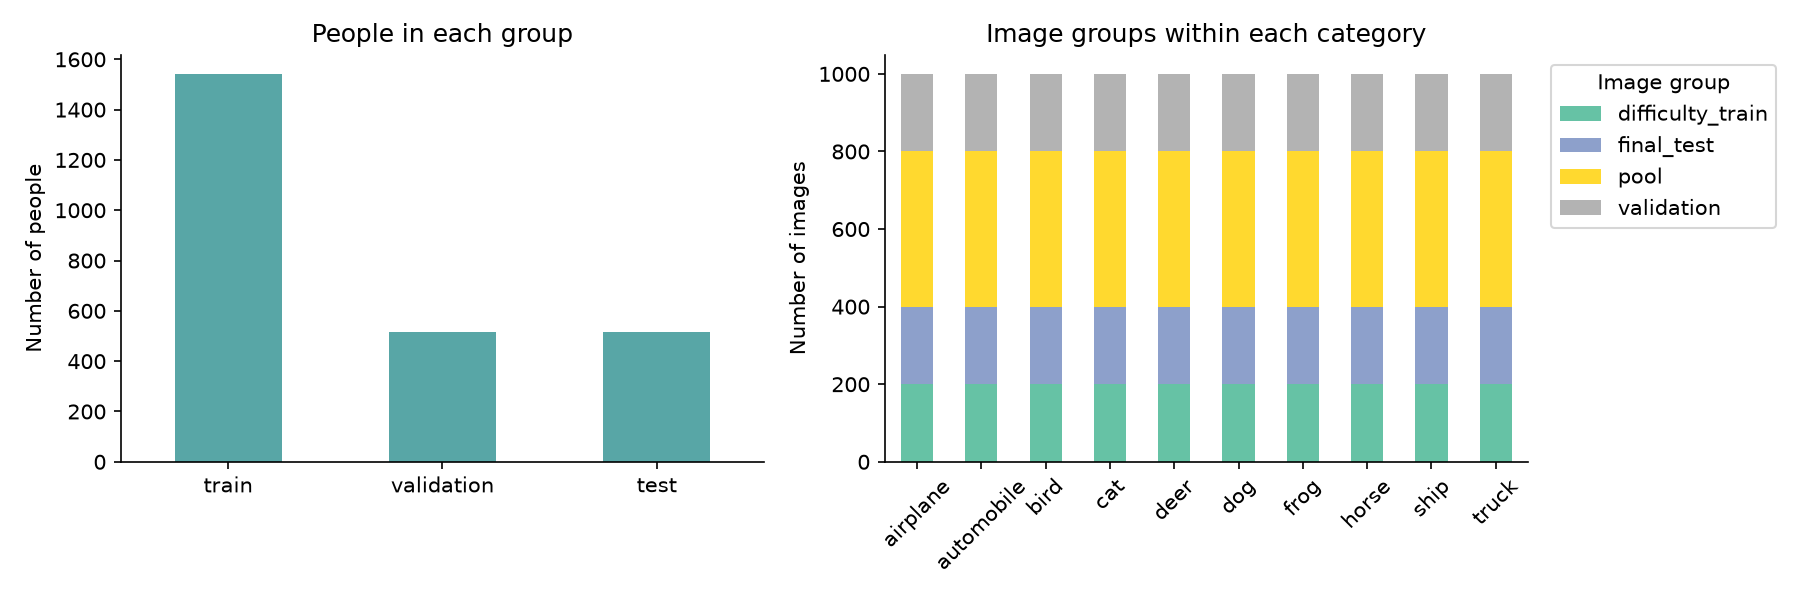 People in each group
Number of people
1600
1400
1200
1000
800
600
400
200
0
train
validation
test
Image groups within each category
Number of images
1000
800
600
400
200
0
airplane
automobile
bird
cat
deer
dog
frog
horse
ship
truck
Image group
difficulty_train
final_test
pool
validation